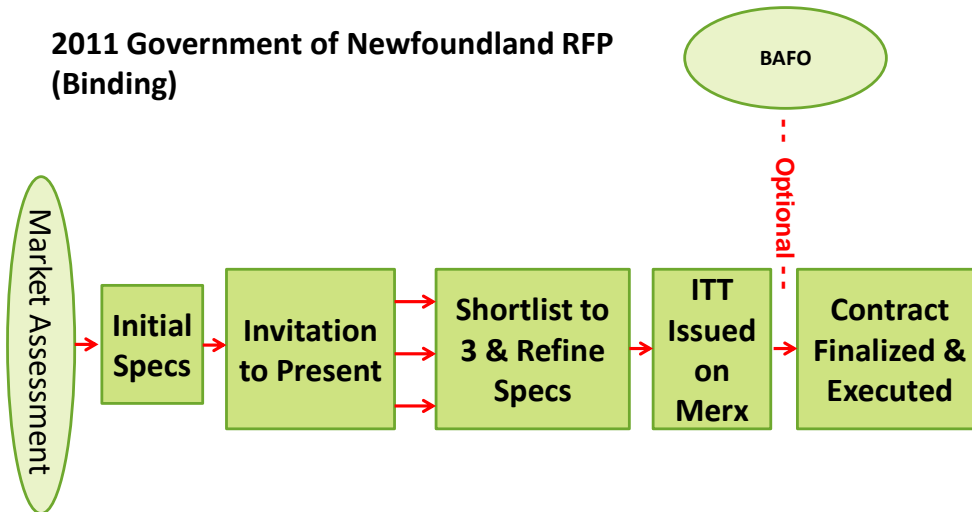 2011 Government of Newfoundland RFP
(Binding)
BAFO
Optional
Market Assessment
Initial
Specs
Invitation
to Present
Shortlist to
3 & Refine
Specs
ITT
Issued
on
Merx
Contract
Finalized &
Executed